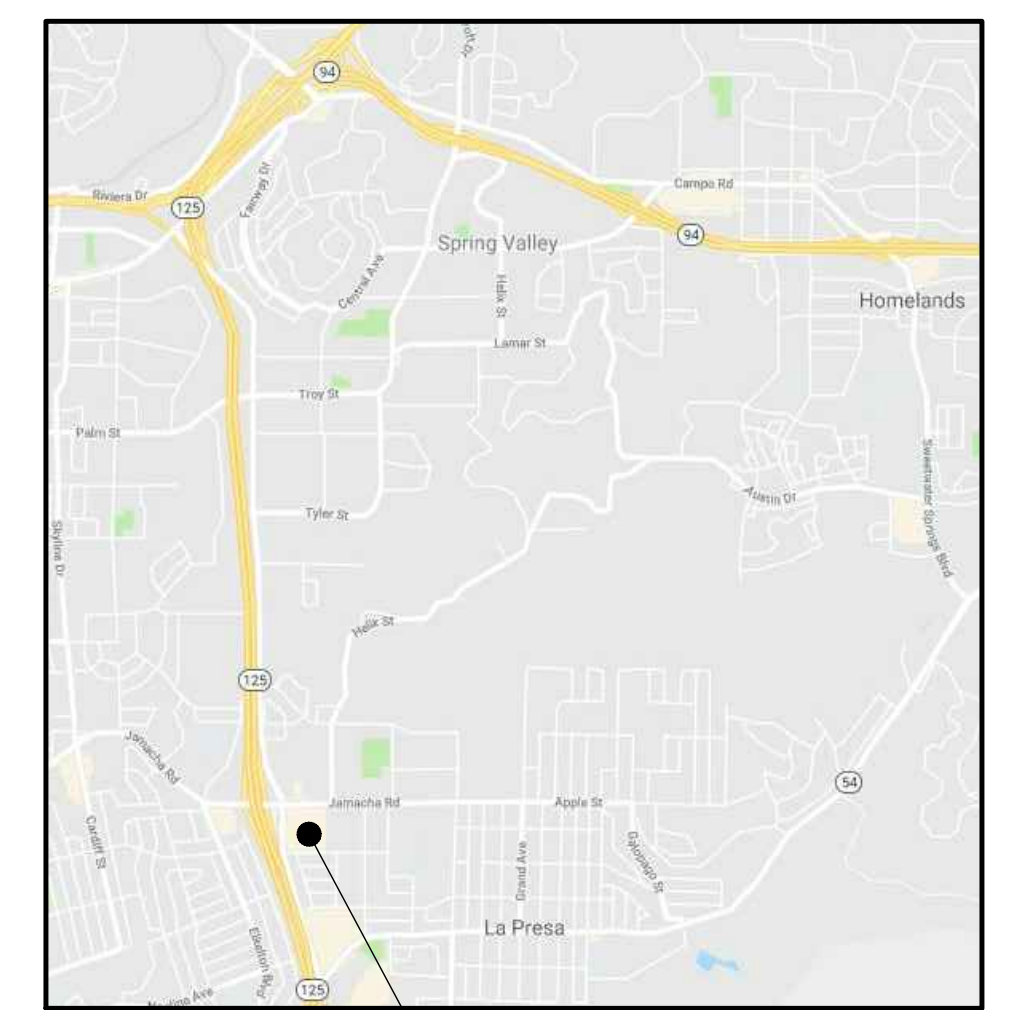 94
Riviera Dr
125
Fairway Dr
Campo Rd
94
Spring Valley
Central Ave
Helix St
Homelands
Lamar St
Troy St
Palm St
Austin Dr
Sweetwater Springs Blvd
Tyler St
Skyline Dr
Helix St
125
Jamacha Rd
54
Jamacha Rd
Apple St
Cardiff St
Galopago St
Grand Ave
La Presa
Elkelton Blvd
125